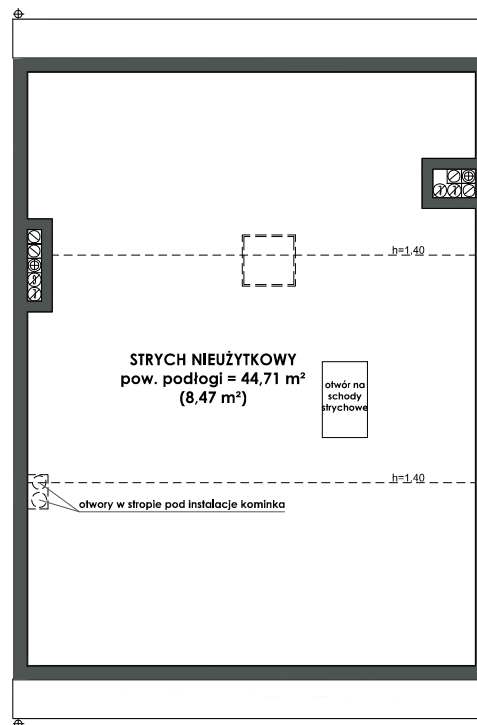 h=1.40
STRYCH NIEUŻYTKOWY
pow. podłogi = 44,71 m²
(8,47 m²)
otwór na
schody
strychowe
h=1.40
otwory w stropie pod instalacje kominka